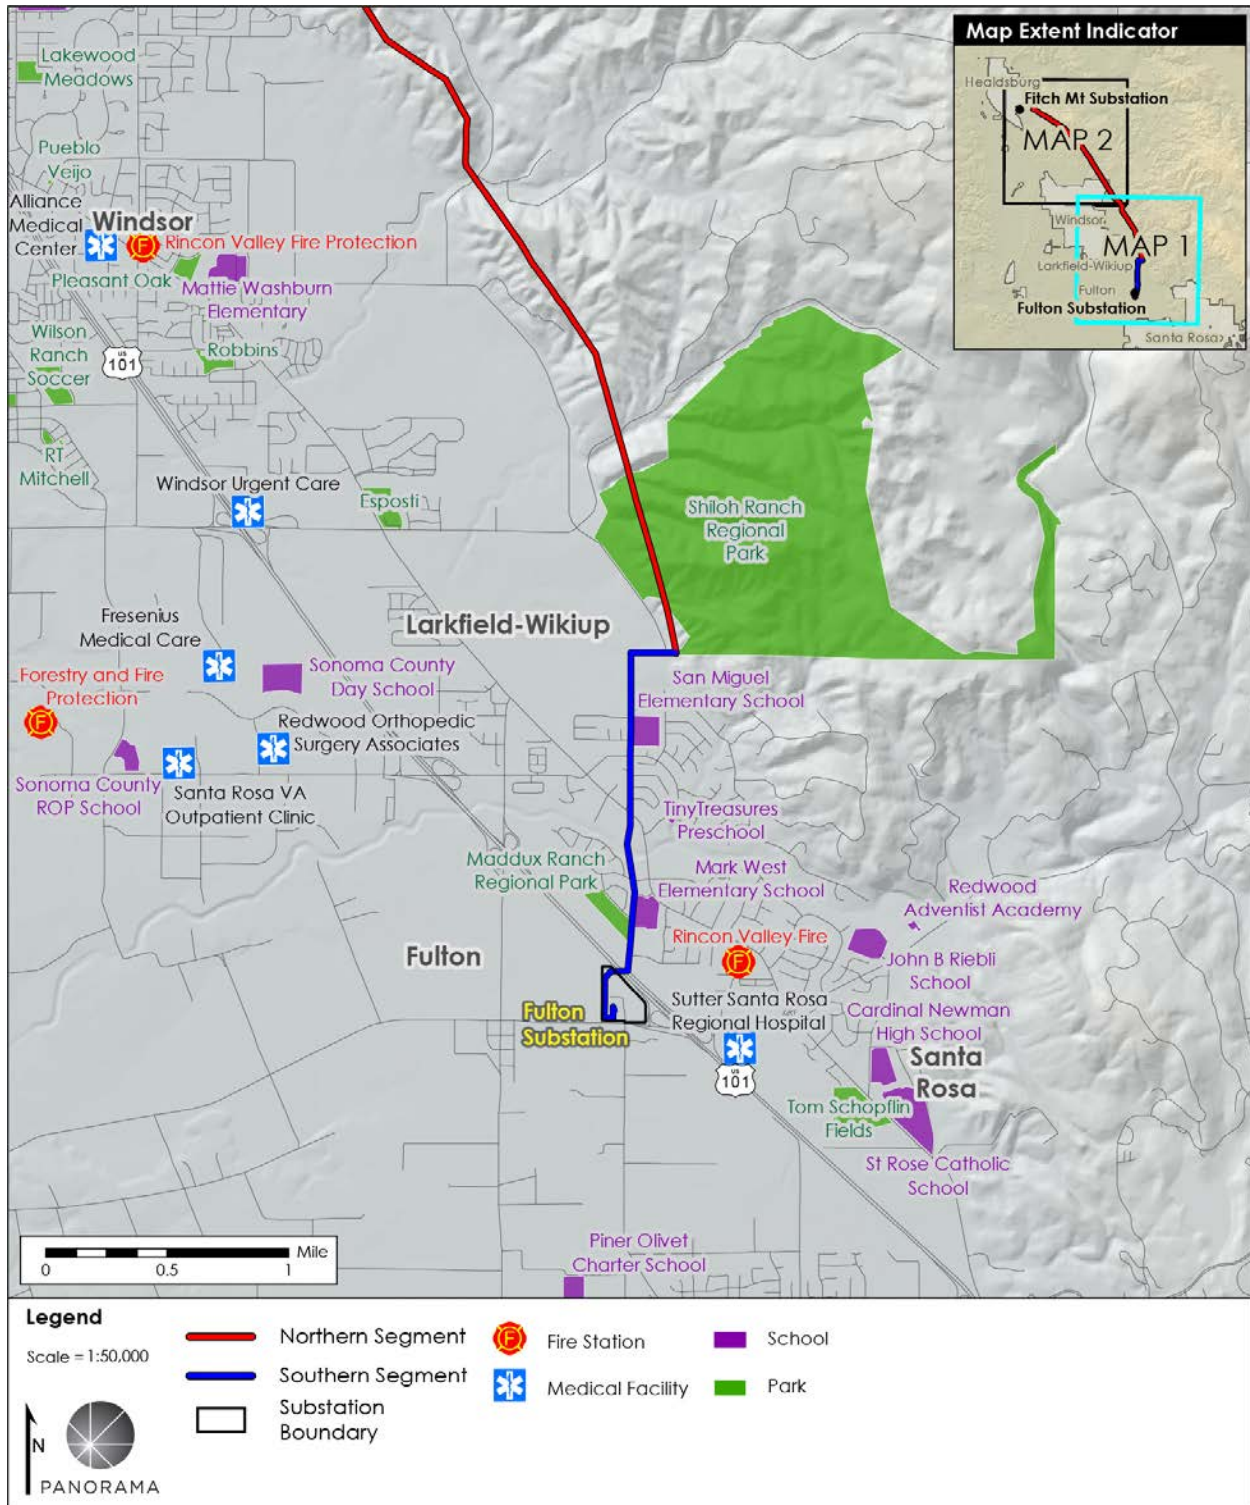 Map Extent Indicator
Healdsburg
Fitch Mt Substation
MAP 2
Windsor
MAP 1
Larkfield-Wikiup
Fulton
Fulton Substation
Santa Rosa
Lakewood
Meadows
Pueblo
Veijo
Alliance
Medical
Center
Windsor
F
Rincon Valley Fire Protection
Pleasant Oak
Mattie Washburn
Elementary
Wilson
Ranch
Soccer
US
101
Robbins
RT
Mitchell
Windsor Urgent Care
Esposti
Shiloh Ranch
Regional
Park
Fresenius
Medical Care
Larkfield-Wikiup
Forestry and Fire
Protection
F
Sonoma County
Day School
San Miguel
Elementary School
Redwood Orthopedic
Surgery Associates
Sonoma County
ROP School
Santa Rosa VA
Outpatient Clinic
TinyTreasures
Preschool
Maddux Ranch
Regional Park
Mark West
Elementary School
Redwood
Adventist Academy
Fulton
Rincon Valley Fire
F
John B Riebli
School
Fulton
Substation
Sutter Santa Rosa
Regional Hospital
Cardinal Newman
High School
US
101
Santa
Rosa
Tom Schopflin
Fields
St Rose Catholic
School
Piner Olivet
Charter School
Mile
0
0.5
1
Legend
Scale = 1:50,000
Northern Segment
Southern Segment
Substation
Boundary
F
Fire Station
Medical Facility
School
Park
N
PANORAMA